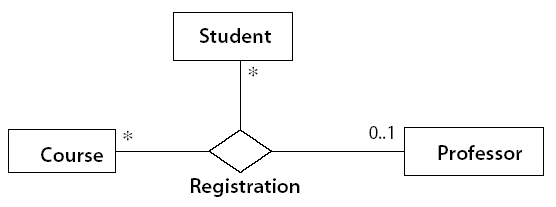 Student
*
*
0..1
Course
Professor
Registration